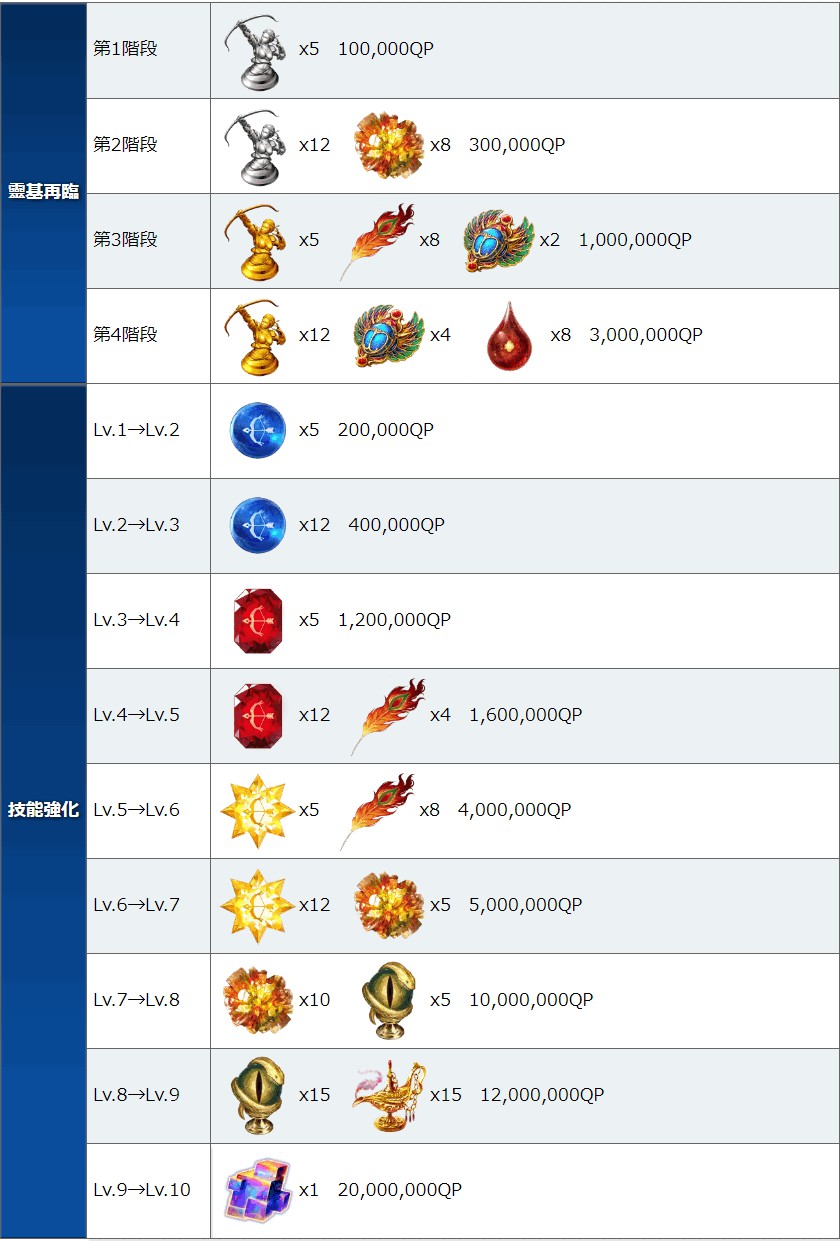 靈基再臨
第1階段 x5 100,000QP
第2階段 x12 x8 300,000QP
第3階段 x5 x8 x2 1,000,000QP
第4階段 x12 x4 x8 3,000,000QP
技能強化
Lv.1→Lv.2 x5 200,000QP
Lv.2→Lv.3 x12 400,000QP
Lv.3→Lv.4 x5 1,200,000QP
Lv.4→Lv.5 x12 x4 1,600,000QP
Lv.5→Lv.6 x5 x8 4,000,000QP
Lv.6→Lv.7 x12 x5 5,000,000QP
Lv.7→Lv.8 x10 x5 10,000,000QP
Lv.8→Lv.9 x15 x15 12,000,000QP
Lv.9→Lv.10 x1 20,000,000QP